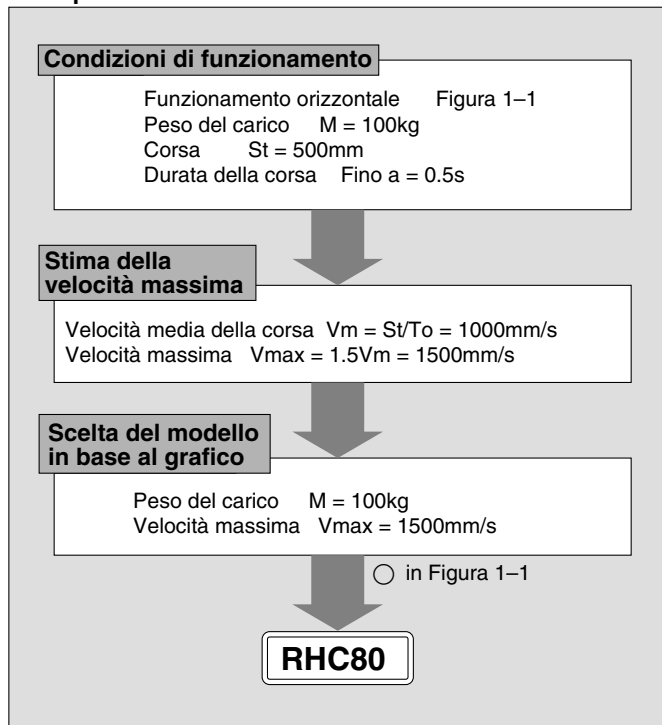 Condizioni di funzionamento
Funzionamento orizzontale Figura 1–1
Peso del carico M = 100kg
Corsa St = 500mm
Durata della corsa Fino a = 0.5s
Stima della
velocità massima
Velocità media della corsa Vm = St/To = 1000mm/s
Velocità massima Vmax = 1.5Vm = 1500mm/s
Scelta del modello
in base al grafico
Peso del carico M = 100kg
Velocità massima Vmax = 1500mm/s
◯ in Figura 1–1
RHC80